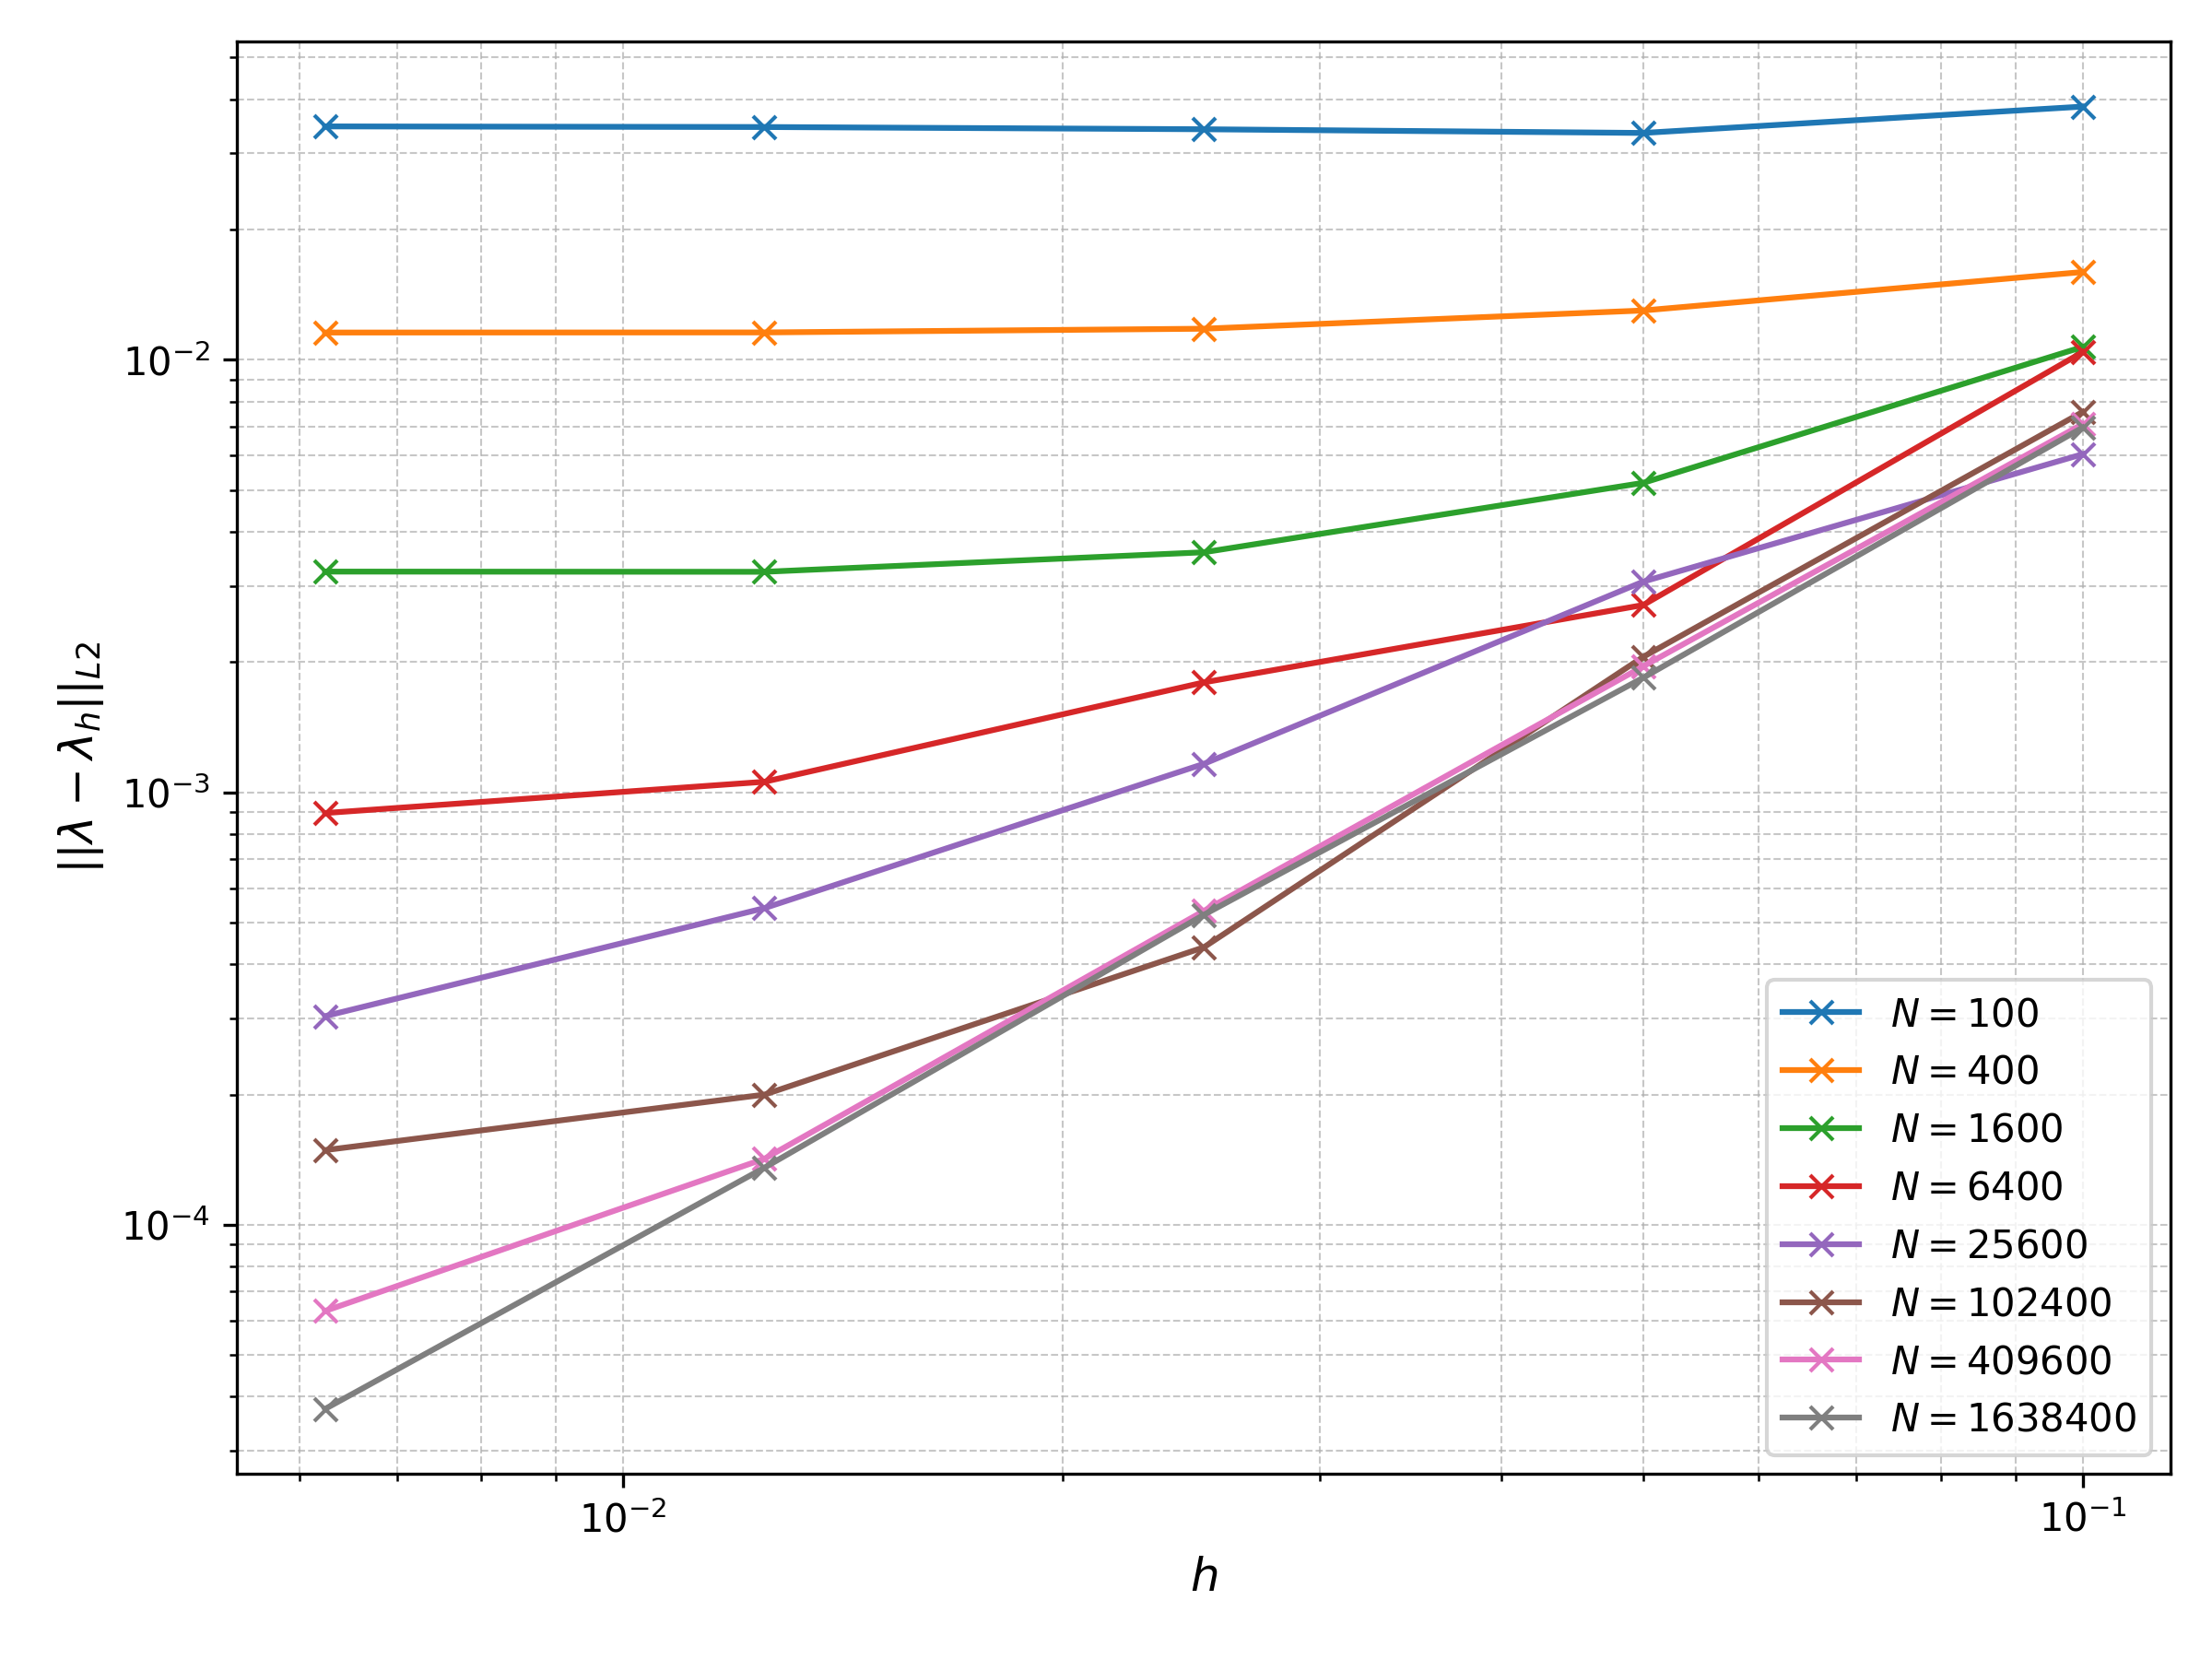 ||λ − λₕ||_{L2}
10⁻²
10⁻³
10⁻⁴
N = 100
N = 400
N = 1600
N = 6400
N = 25600
N = 102400
N = 409600
N = 1638400
10⁻² 10⁻¹
h